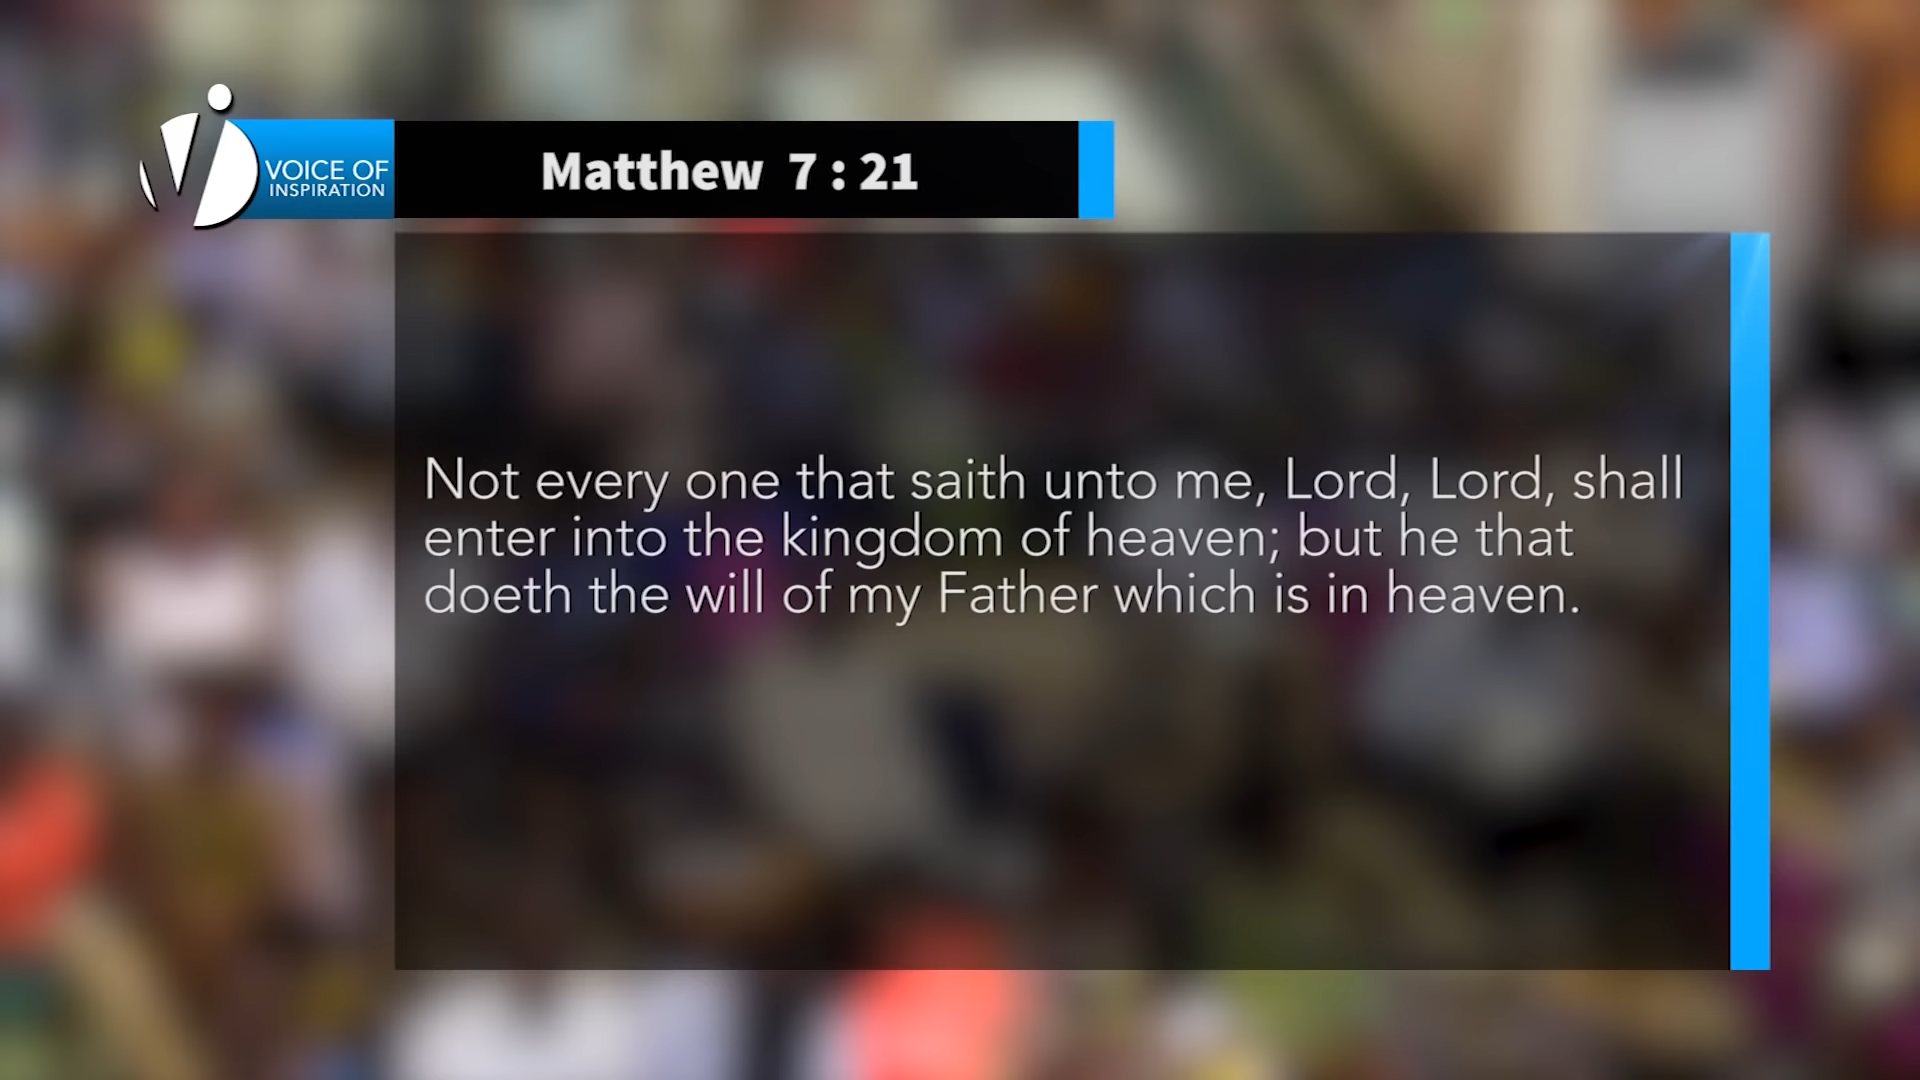 VOICE OF
INSPIRATION
Matthew 7 : 21
Not every one that saith unto me, Lord, Lord, shall
enter into the kingdom of heaven; but he that
doeth the will of my Father which is in heaven.